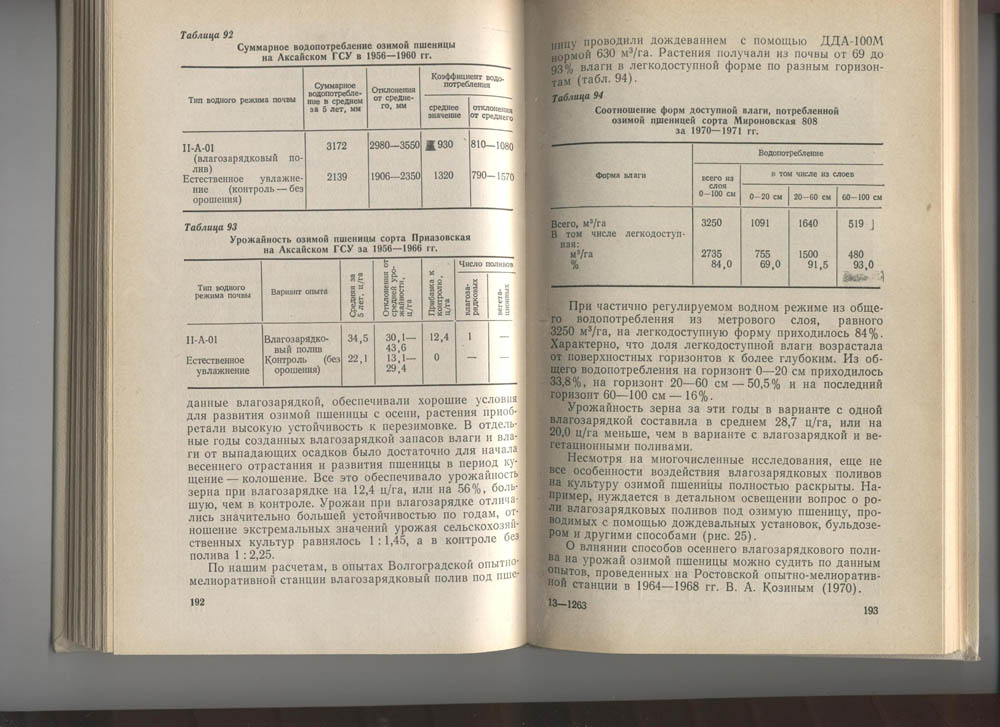 Таблица 92
Суммарное водопотребление озимой пшеницы
на Аксайском ГСУ в 1956—1960 гг.
Тип водного режима почвы
Суммарное
водопотребле-
ние в среднем
за 5 лет, мм
Отклонения
от средне-
го, мм
Коэффициент водо-
потребления
среднее
значение
отклонения
от среднего
II-А-01
(влагозарядковый по-
лив)
3172
2980—3550
930
810—1080
Естественное увлажне-
ние (контроль — без
орошения)
2139
1906—2350
1320
790—1570
Таблица 93
Урожайность озимой пшеницы сорта Приазовская
на Аксайском ГСУ за 1956—1966 гг.
Тип водного
режима почвы
Вариант опыта
Средняя за
5 лет, ц/га
Отклонения от
средней уро-
жайности,
ц/га
Прибавка к
контролю,
ц/га
Число поливов
влагоза-
рядковых
вегета-
ционных
II-А-01
Влагозарядко-
вый полив
34,5
30,1—
43,6
12,4
1
—
Естественное
увлажнение
Контроль (без
орошения)
22,1
13,1—
29,4
0
—
—
данные влагозарядкой, обеспечивали хорошие условия
для развития озимой пшеницы с осени, растения приоб-
ретали высокую устойчивость к перезимовке. В отдель-
ные годы созданных влагозарядкой запасов влаги и вла-
ги от выпадающих осадков было достаточно для начала
весеннего отрастания и развития пшеницы в период ку-
щение — колошение. Все это обеспечивало урожайность
зерна при влагозарядке на 12,4 ц/га, или на 56%, боль-
шую, чем в контроле. Урожаи при влагозарядке отлича-
лись значительно большей устойчивостью по годам, от-
ношение экстремальных значений урожая сельскохозяй-
ственных культур равнялось 1 : 1,45, а в контроле без
полива 1 : 2,25.
По нашим расчетам, в опытах Волгоградской опытно-
мелиоративной станции влагозарядковый полив под пше-
192
ницу проводили дождеванием с помощью ДДА-100М
нормой 630 м³/га. Растения получали из почвы от 69 до
93% влаги в легкодоступной форме по разным горизон-
там (табл. 94).
Таблица 94
Соотношение форм доступной влаги, потребленной
озимой пшеницей сорта Мироновская 808
за 1970—1971 гг.
Форма влаги
Водопотребление
всего из
слоя
0—100 см
в том числе из слоев
0—20 см
20—60 см
60—100 см
Всего, м³/га
3250
1091
1640
519
В том числе легкодоступ-
ная:
м³/га
2735
755
1500
480
%
84,0
69,0
91,5
93,0
При частично регулируемом водном режиме из обще-
го водопотребления из метрового слоя, равного
3250 м³/га, на легкодоступную форму приходилось 84%.
Характерно, что доля легкодоступной влаги возрастала
от поверхностных горизонтов к более глубоким. Из об-
щего водопотребления на горизонт 0—20 см приходилось
33,8%, на горизонт 20—60 см — 50,5% и на последний
горизонт 60—100 см — 16%.
Урожайность зерна за эти годы в варианте с одной
влагозарядкой составила в среднем 28,7 ц/га, или на
20,0 ц/га меньше, чем в варианте с влагозарядкой и ве-
гетационными поливами.
Несмотря на многочисленные исследования, еще не
все особенности воздействия влагозарядковых поливов
на культуру озимой пшеницы полностью раскрыты. На-
пример, нуждается в детальном освещении вопрос о ро-
ли влагозарядковых поливов под озимую пшеницу, про-
водимых с помощью дождевальных установок, бульдозе-
ром и другими способами (рис. 25).
О влиянии способов осеннего влагозарядкового поли-
ва на урожай озимой пшеницы можно судить по данным
опытов, проведенных на Ростовской опытно-мелиоратив-
ной станции в 1964—1968 гг. В. А. Козиным (1970).
13—1263
193